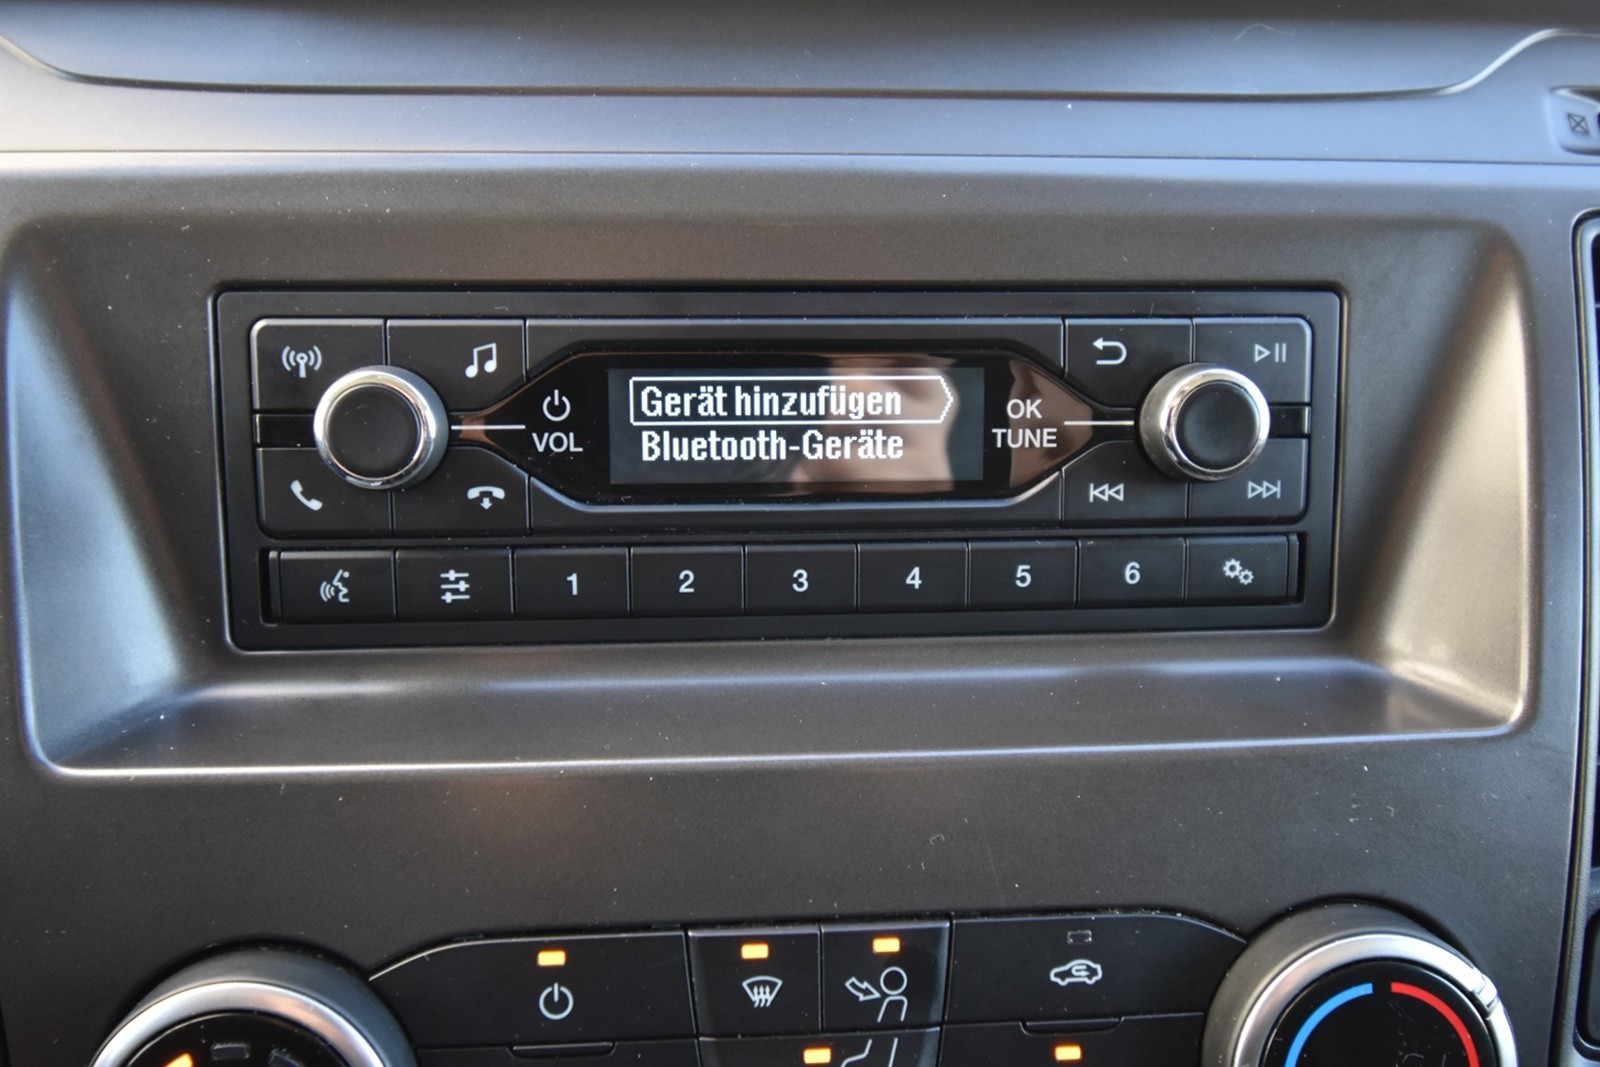 Gerät hinzufügen
Bluetooth-Geräte
VOL
OK
TUNE
1 2 3 4 5 6